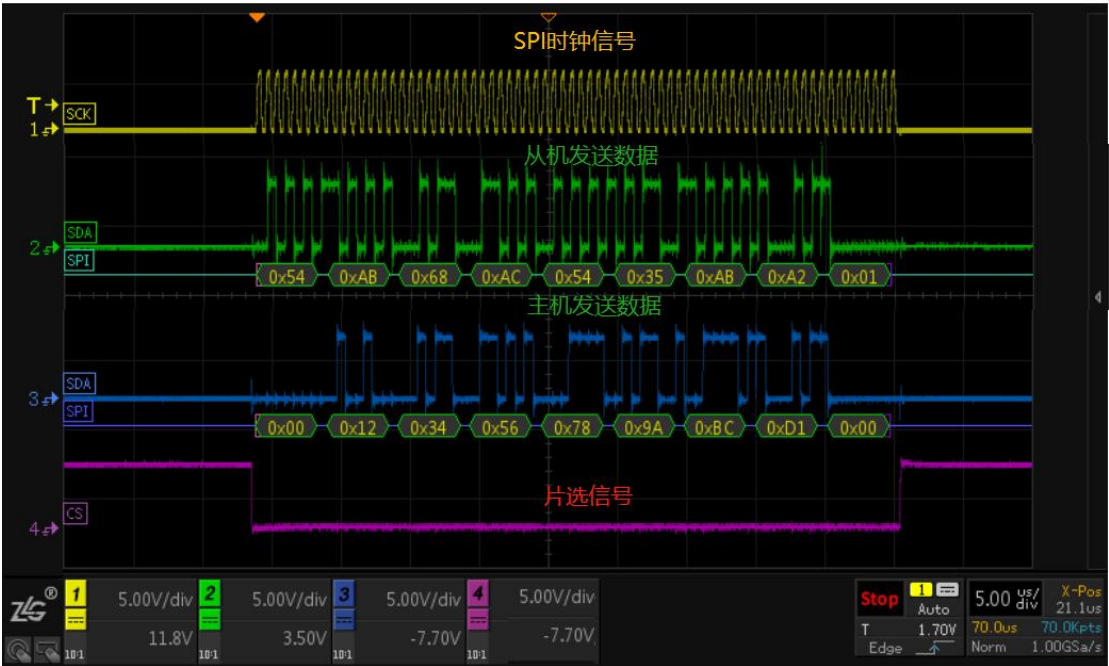 SPI时钟信号
T
SCK
1
从机发送数据
SDA
2
SPI
0x54 0xAB 0x68 0xAC 0x54 0x35 0xAB 0xA2 0x01
主机发送数据
SDA
3
SPI
0x00 0x12 0x34 0x56 0x78 0x9A 0xBC 0xD1 0x00
片选信号
CS
4
ZLG®
1 5.00V/div 2 5.00V/div 3 5.00V/div 4 5.00V/div
11.8V 3.50V -7.70V -7.70V
10:1 10:1 10:1 10:1
Stop 1 Auto
T 1.70V
Edge
5.00 us/div X-Pos 21.1us
70.0us 70.0Kpts
Norm 1.00GSa/s